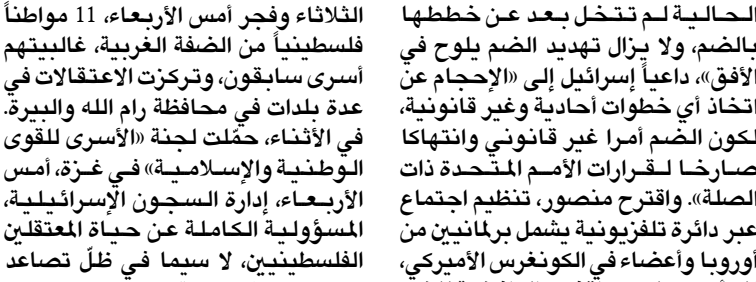 الحالية لم تتخل بعد عن خططها
بالضم، ولا يزال تهديد الضم يلوح في
الأفق»، داعياً إسرائيل إلى «الإحجام عن
تخاذ أي خطوات أحادية وغير قانونية،
لكون الضم أمرا غير قانوني وانتهاكا
صارخا لقرارات الأمم المتحدة ذات
الصلة». واقترح منصور، تنظيم اجتماع
عبر دائرة تلفزيونية يشمل برلمانيين من
أوروبا وأعضاء في الكونغرس الأميركي،
الثلاثاء وفجر أمس الأربعاء، 11 مواطناً
فلسطينياً من الضفة الغربية، غالبيتهم
أسرى سابقون، وتركزت الاعتقالات في
عدة بلدات في محافظة رام الله والبيرة.
في الأثناء، حمّلت لجنة «الأسرى للقوى
الوطنية والإسلامية» في غزة، أمس
الأربعاء، إدارة السجون الإسرائيلية،
المسؤولية الكاملة عن حياة المعتقلين
الفلسطينيين، لا سيما في ظلّ تصاعد